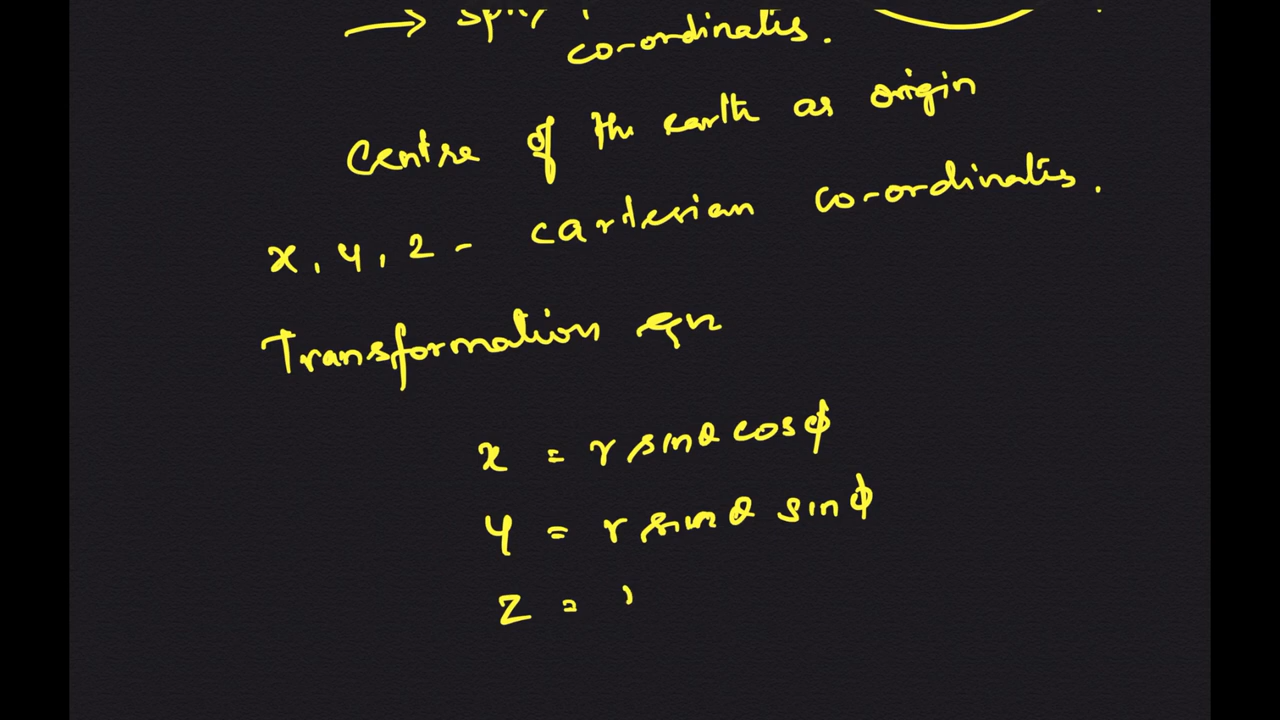 →
co-ordinates.
Centre of the earth as origin
x, y, z - cartesian co-ordinates.
Transformation eqn
x = r sinθ cosϕ
y = r sinθ sinϕ
z =